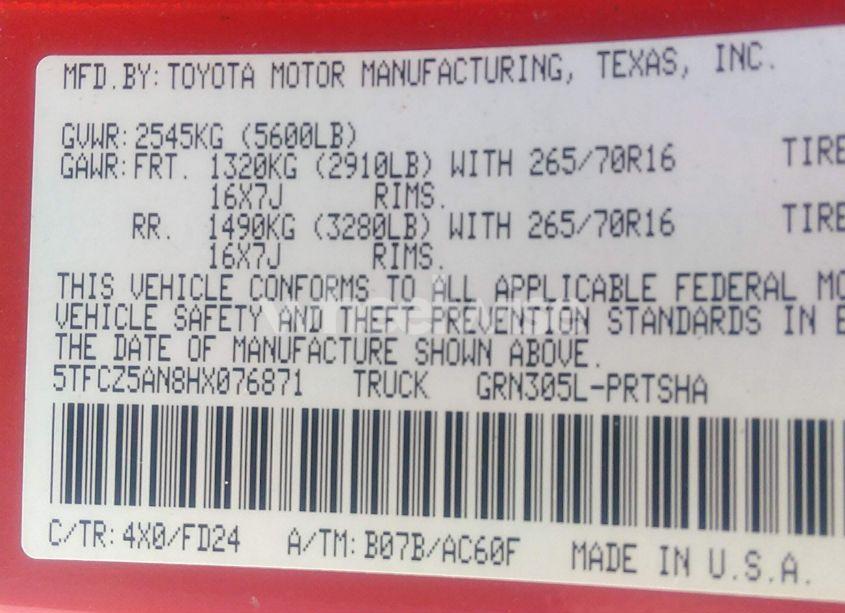 MFD.BY: TOYOTA MOTOR MANUFACTURING, TEXAS, INC.
GVWR: 2545KG (5600LB)
GAWR: FRT. 1320KG (2910LB) WITH 265/70R16 TIRE
16X7J RIMS.
RR. 1490KG (3280LB) WITH 265/70R16 TIRE
16X7J RIMS.
THIS VEHICLE CONFORMS TO ALL APPLICABLE FEDERAL MO
VEHICLE SAFETY AND THEFT PREVENTION STANDARDS IN E
THE DATE OF MANUFACTURE SHOWN ABOVE.
5TFCZ5AN8HX076871 TRUCK GRN305L-PRTSHA
C/TR: 4X0/FD24 A/TM: B07B/AC60F MADE IN U.S.A.